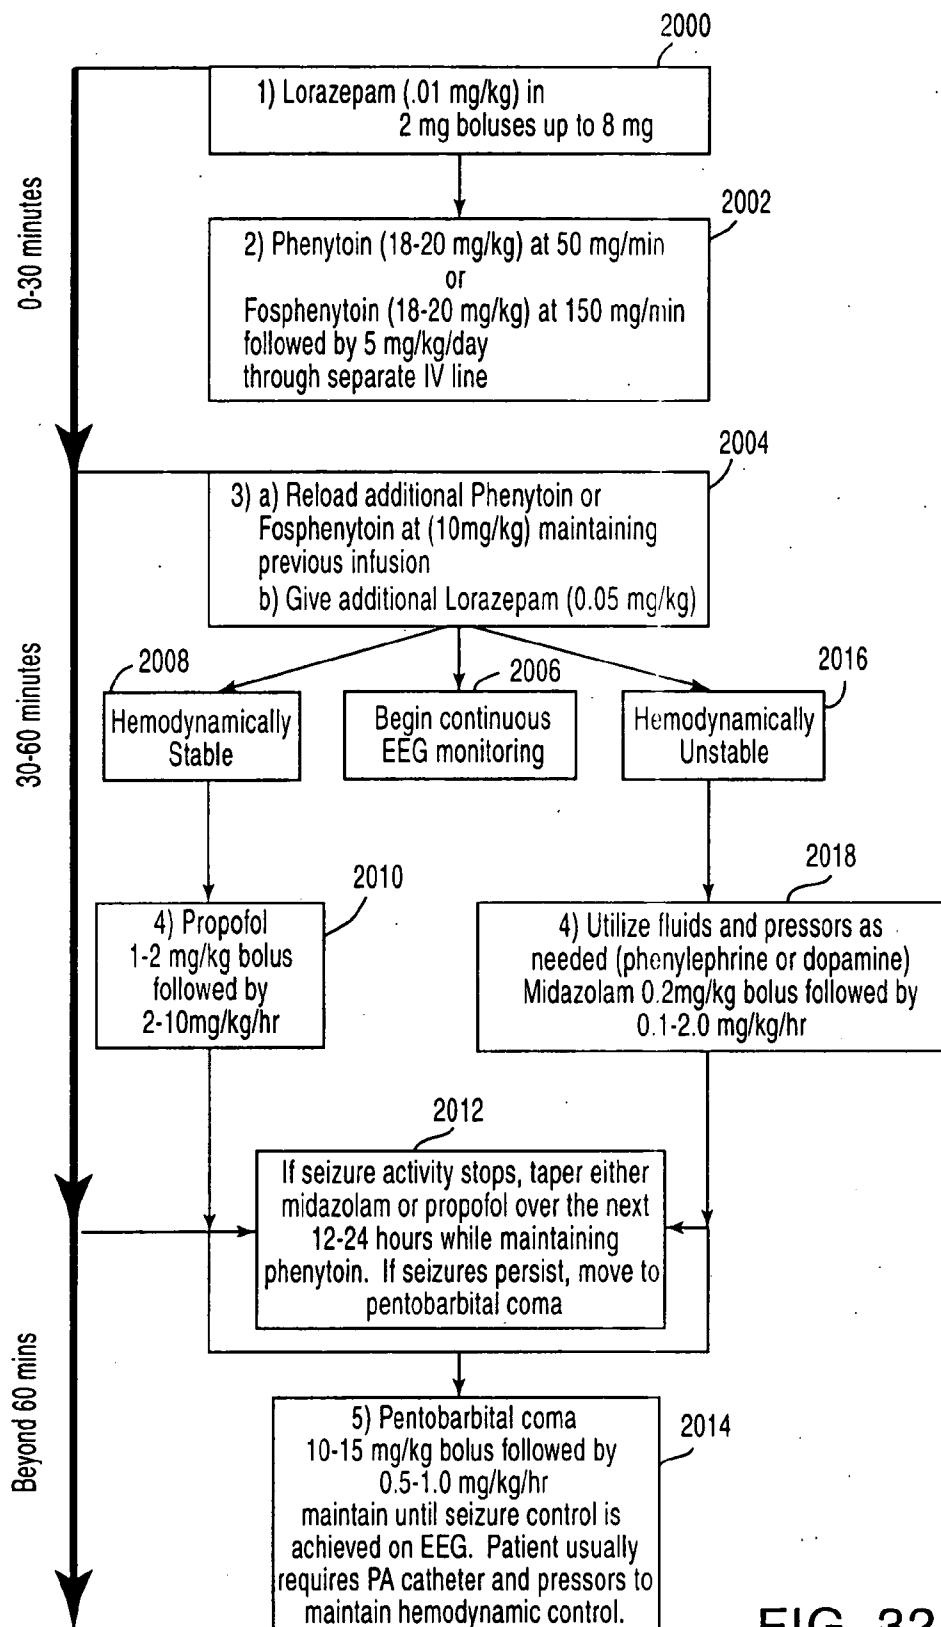 2000
1) Lorazepam (.01 mg/kg) in
2 mg boluses up to 8 mg
0-30 minutes
2002
2) Phenytoin (18-20 mg/kg) at 50 mg/min
or
Fosphenytoin (18-20 mg/kg) at 150 mg/min
followed by 5 mg/kg/day
through separate IV line
2004
3) a) Reload additional Phenytoin or
Fosphenytoin at (10mg/kg) maintaining
previous infusion
b) Give additional Lorazepam (0.05 mg/kg)
30-60 minutes
2008
Hemodynamically
Stable
2006
Begin continuous
EEG monitoring
2016
Hemodynamically
Unstable
2010
4) Propofol
1-2 mg/kg bolus
followed by
2-10mg/kg/hr
2018
4) Utilize fluids and pressors as
needed (phenylephrine or dopamine)
Midazolam 0.2mg/kg bolus followed by
0.1-2.0 mg/kg/hr
2012
If seizure activity stops, taper either
midazolam or propofol over the next
12-24 hours while maintaining
phenytoin. If seizures persist, move to
pentobarbital coma
Beyond 60 mins
2014
5) Pentobarbital coma
10-15 mg/kg bolus followed by
0.5-1.0 mg/kg/hr
maintain until seizure control is
achieved on EEG. Patient usually
requires PA catheter and pressors to
maintain hemodynamic control.
FIG. 32